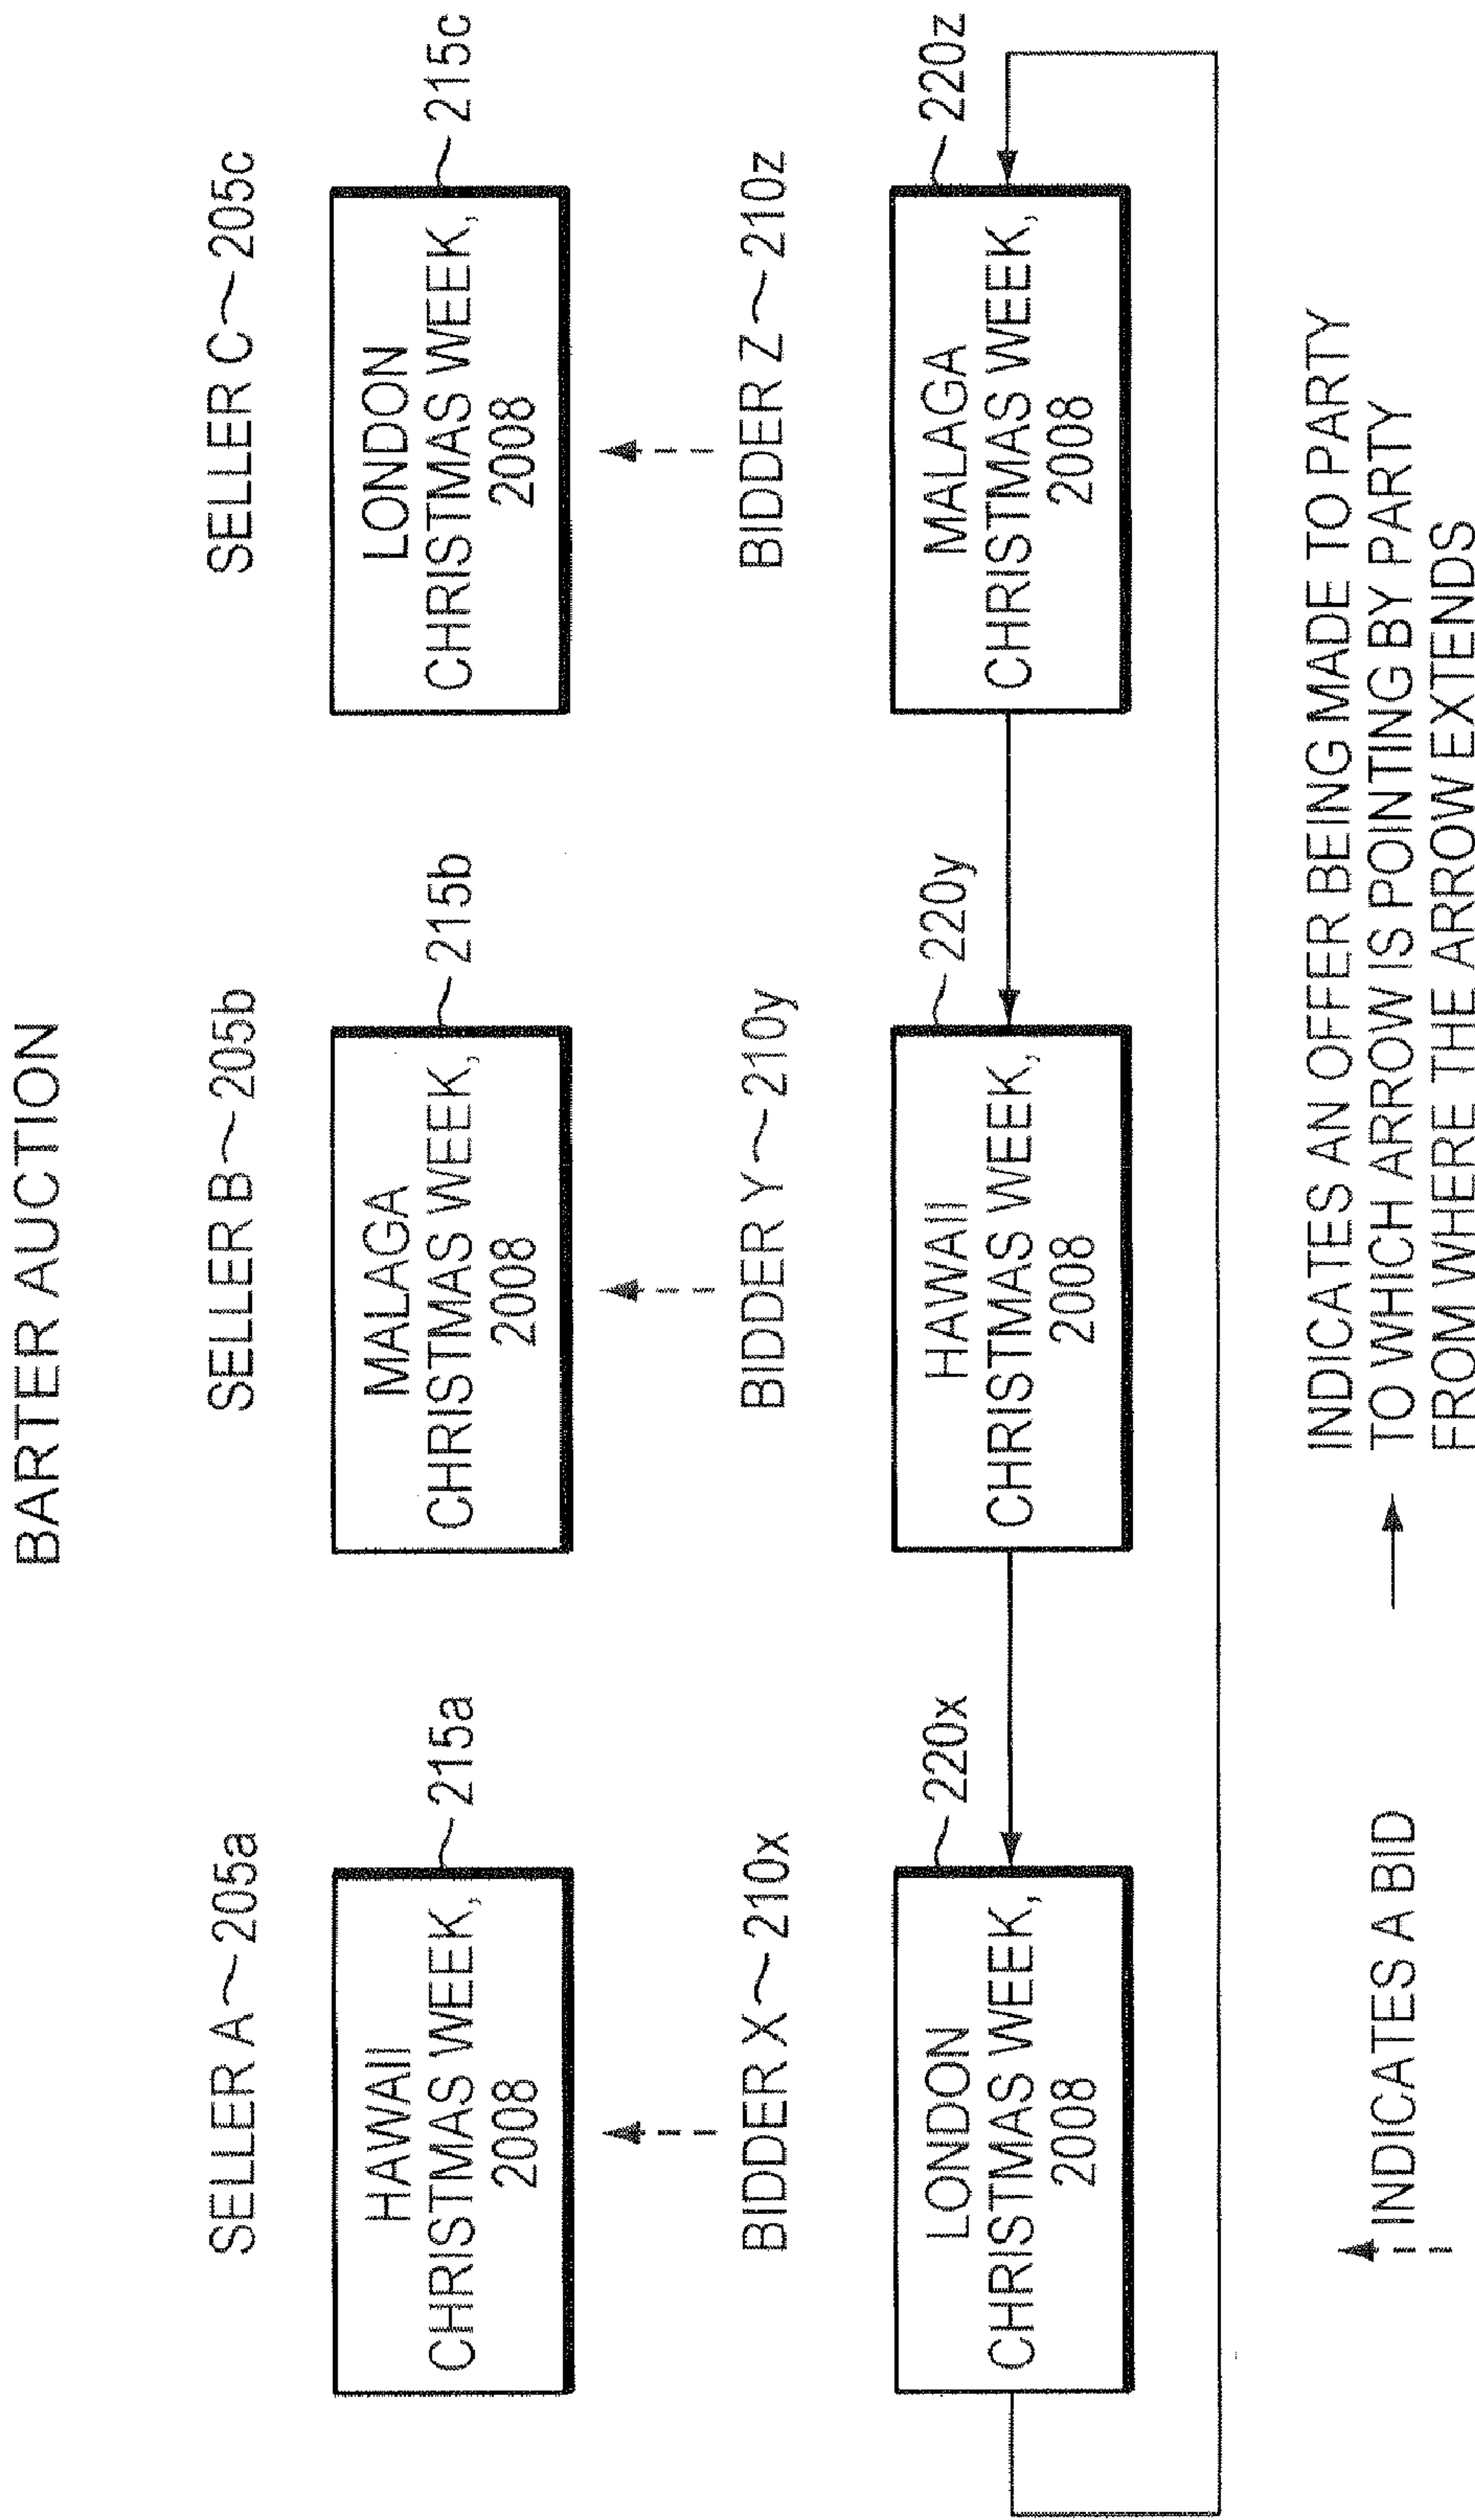 BARTER AUCTION
SELLER A 205a
SELLER B 205b
SELLER C 205c
HAWAII
CHRISTMAS WEEK,
2008
215a
MALAGA
CHRISTMAS WEEK,
2008
215b
LONDON
CHRISTMAS WEEK,
2008
215c
BIDDER X 210x
BIDDER Y 210y
BIDDER Z 210z
LONDON
CHRISTMAS WEEK,
2008
220x
HAWAII
CHRISTMAS WEEK,
2008
220y
MALAGA
CHRISTMAS WEEK,
2008
220z
INDICATES A BID
INDICATES AN OFFER BEING MADE TO PARTY
TO WHICH ARROW IS POINTING BY PARTY
FROM WHERE THE ARROW EXTENDS